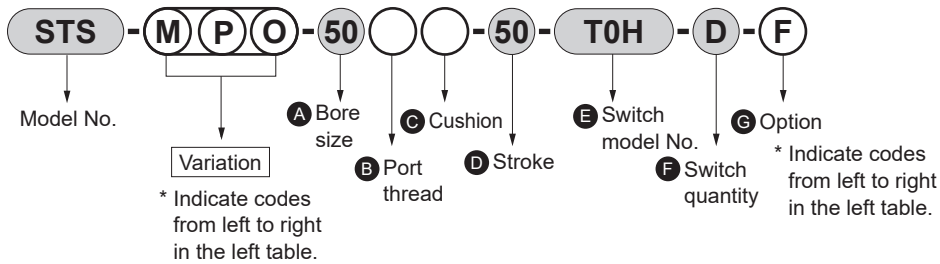 STS - M P O - 50 - 50 - T0H - D - F
Model No.
Variation
* Indicate codes
from left to right
in the left table.
A Bore
size
B Port
thread
C Cushion
D Stroke
E Switch
model No.
F Switch
quantity
G Option
* Indicate codes
from left to right
in the left table.